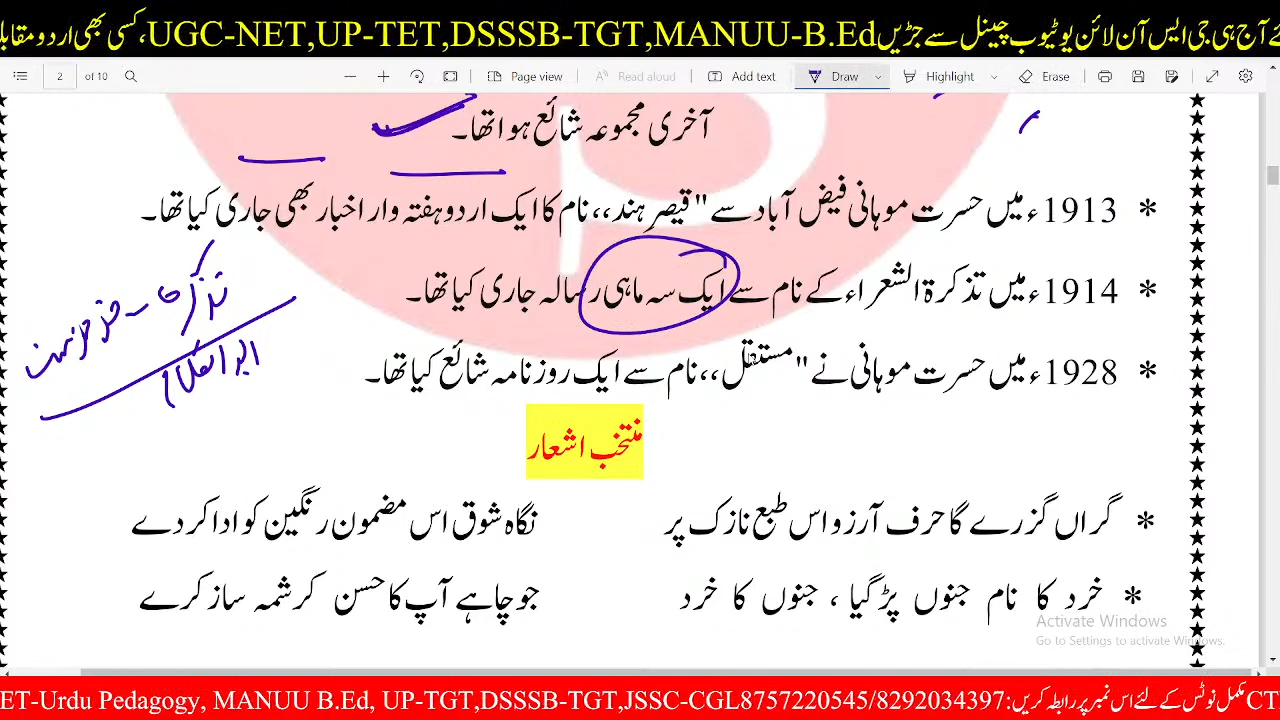 ئے آج ہی جی ایس آن لائن یوٹیوب چینل سے جڑیں UGC-NET,UP-TET,DSSSB-TGT,MANUU-B.Ed، کسی بھی اردو مقابلہ
2 of 10 Page view Read aloud Add text Draw Highlight Erase
آخری مجموعہ شائع ہوا تھا۔
* 1913ء میں حسرت موہانی فیض آباد سے "قیصرِ ہند،، نام کا ایک اردو ہفتہ وار اخبار بھی جاری کیا تھا۔
* 1914ء میں تذکرۃ الشعراء کے نام سے ایک سہ ماہی رسالہ جاری کیا تھا۔
* 1928ء میں حسرت موہانی نے "مستقل،، نام سے ایک روزنامہ شائع کیا تھا۔
منتخب اشعار
* گراں گزرے گا حرف آرزو اس طبع نازک پر نگاہ شوق اس مضمون رنگین کو ادا کر دے
* خرد کا نام جنوں پڑ گیا ، جنوں کا خرد جو چاہے آپ کا حسن کرشمہ ساز کرے
Activate Windows
Go to Settings to activate Windows.
ET-Urdu Pedagogy, MANUU B.Ed, UP-TGT,DSSSB-TGT,JSSC-CGL مکمل نوٹس کے لئے اس نمبر پر رابطہ کریں:8757220545/8292034397 CT